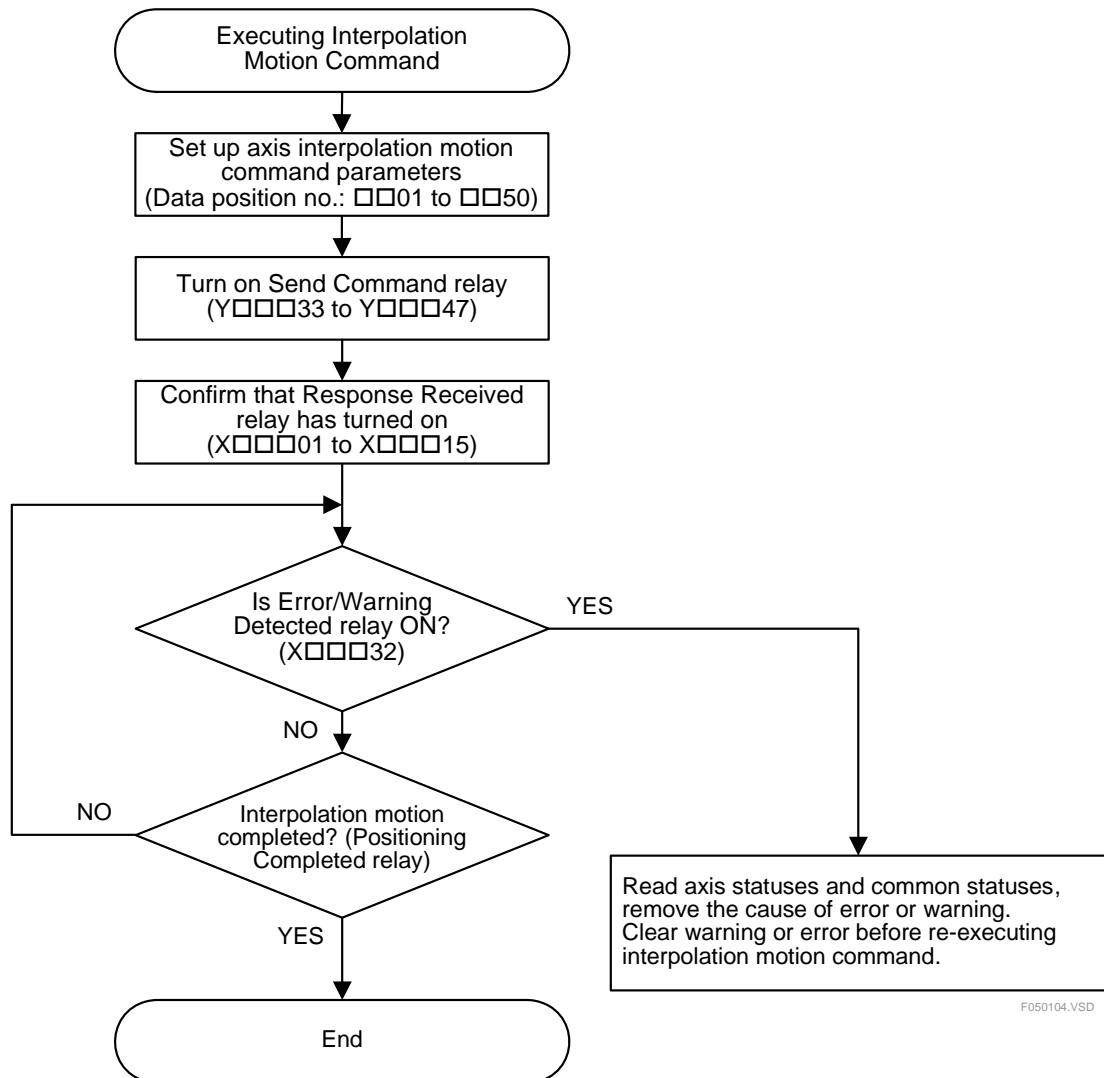 Executing Interpolation
Motion Command
Set up axis interpolation motion
command parameters
(Data position no.: □□01 to □□50)
Turn on Send Command relay
(Y□□□33 to Y□□□47)
Confirm that Response Received
relay has turned on
(X□□□01 to X□□□15)
Is Error/Warning
Detected relay ON?
(X□□□32)
YES
NO
Interpolation motion
completed? (Positioning
Completed relay)
NO
YES
Read axis statuses and common statuses,
remove the cause of error or warning.
Clear warning or error before re-executing
interpolation motion command.
F050104.VSD
End